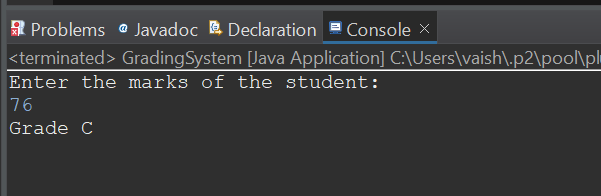 Problems @ Javadoc Declaration Console
<terminated> GradingSystem [Java Application] C:\Users\vaish\.p2\pool\plu
Enter the marks of the student:
76
Grade C